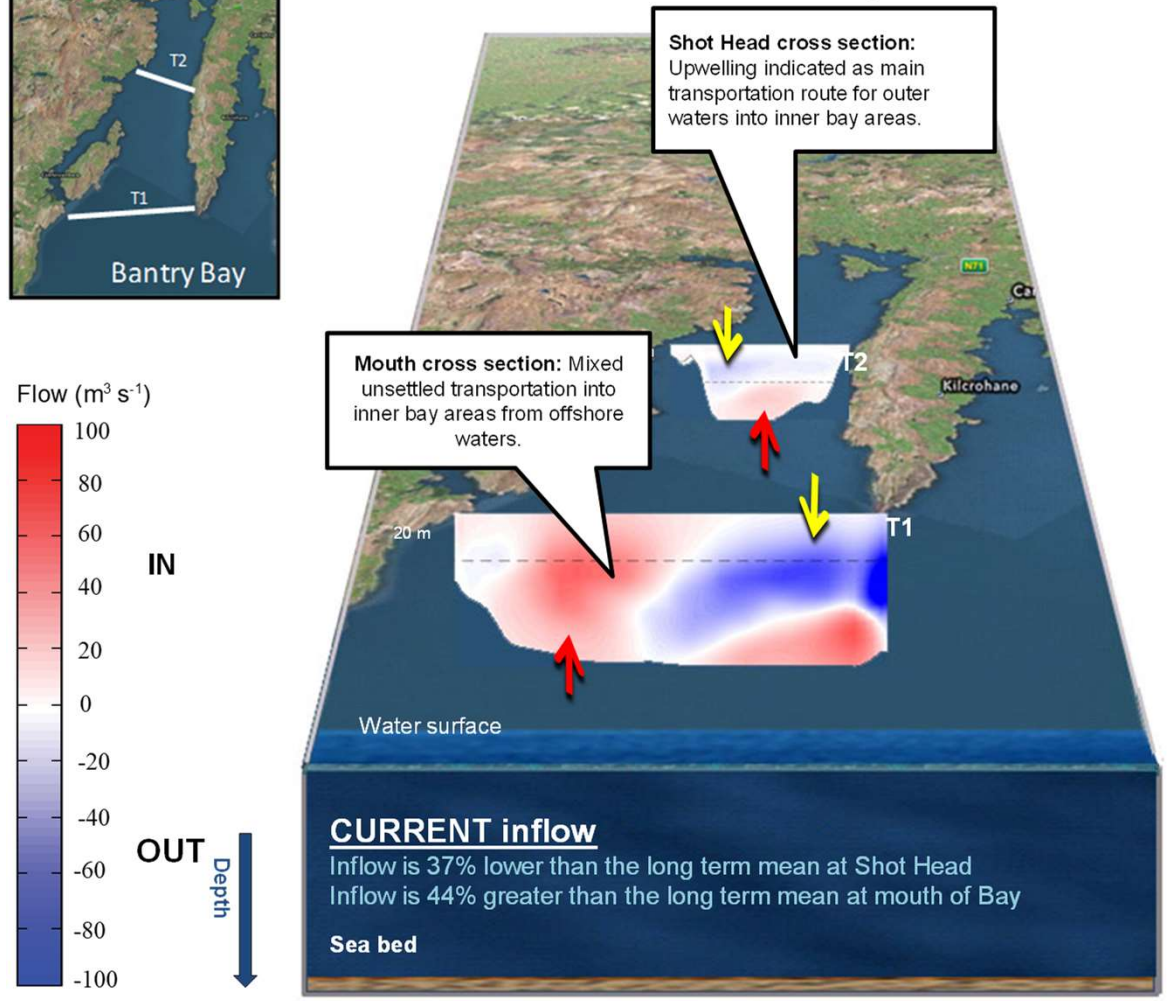 T2
T1
Bantry Bay
Shot Head cross section:
Upwelling indicated as main
transportation route for outer
waters into inner bay areas.
N71
Kilcrohane
T2
Mouth cross section: Mixed
unsettled transportation into
inner bay areas from offshore
waters.
20 m
T1
Flow (m³ s⁻¹)
100
80
60
40
20
0
-20
-40
-60
-80
-100
IN
OUT
Depth
Water surface
CURRENT inflow
Inflow is 37% lower than the long term mean at Shot Head
Inflow is 44% greater than the long term mean at mouth of Bay
Sea bed